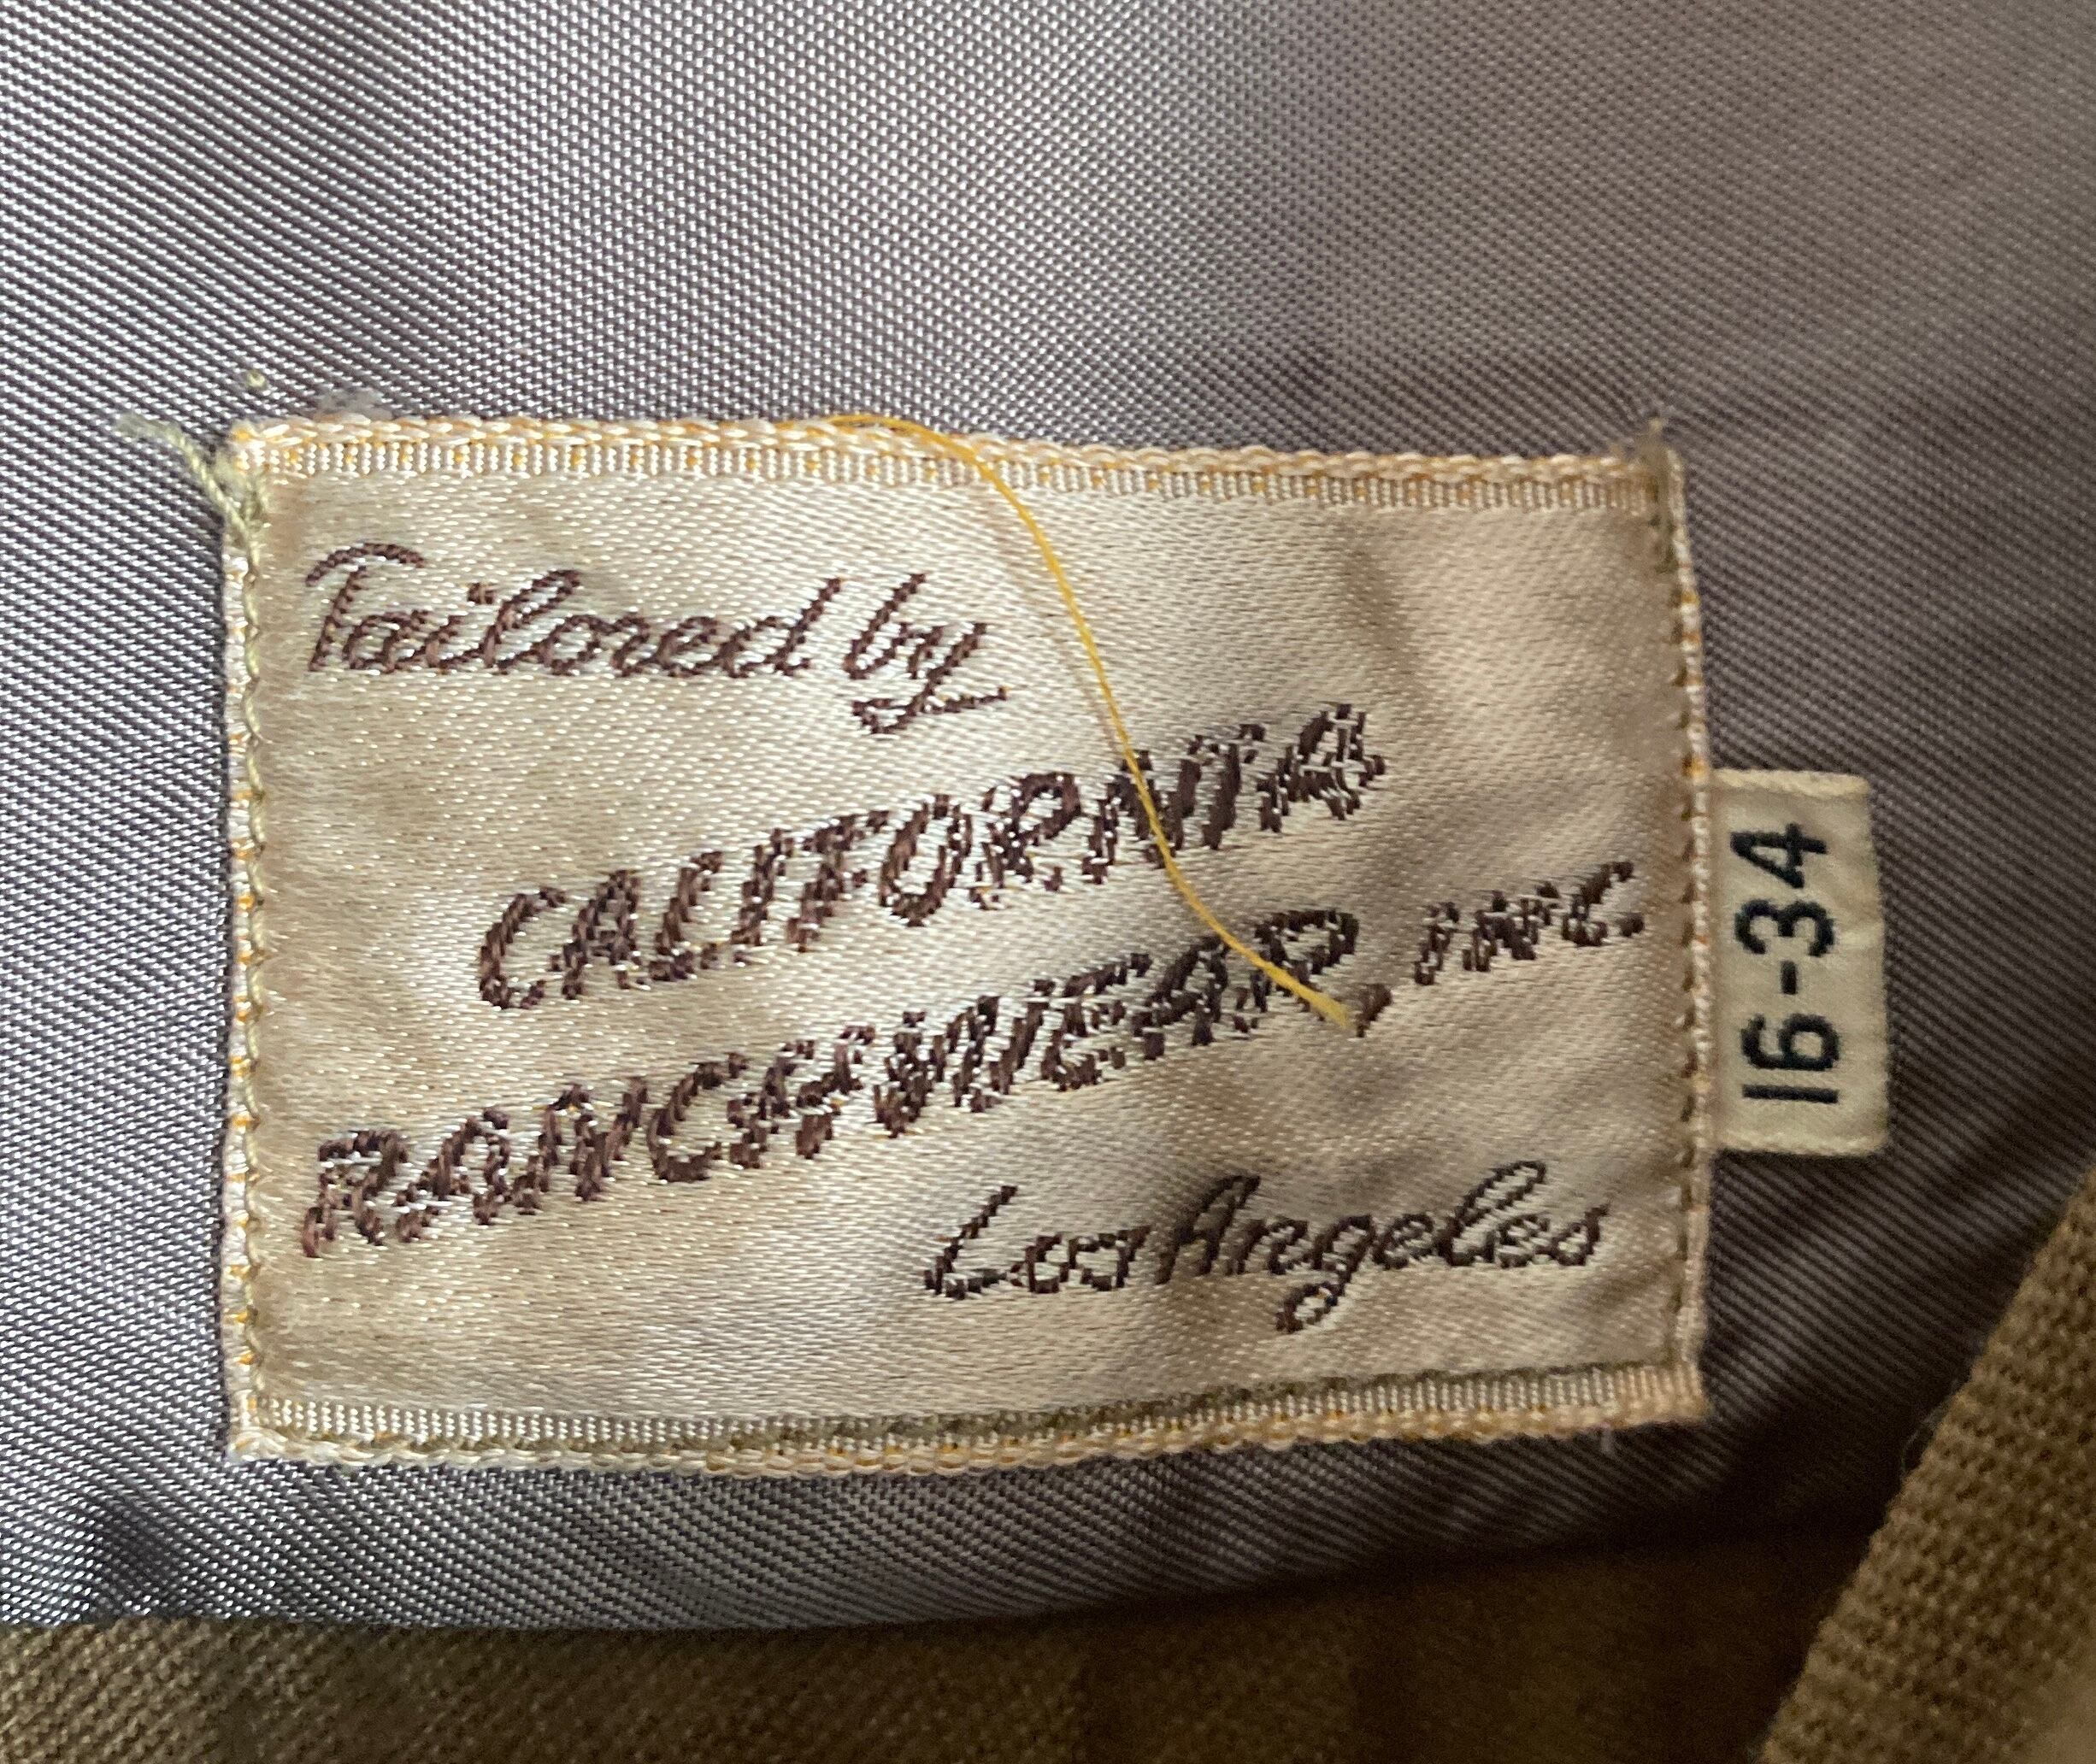 Tailored by
CALIFORNIA
RANCHWEAR, INC.
Los Angeles
16-34